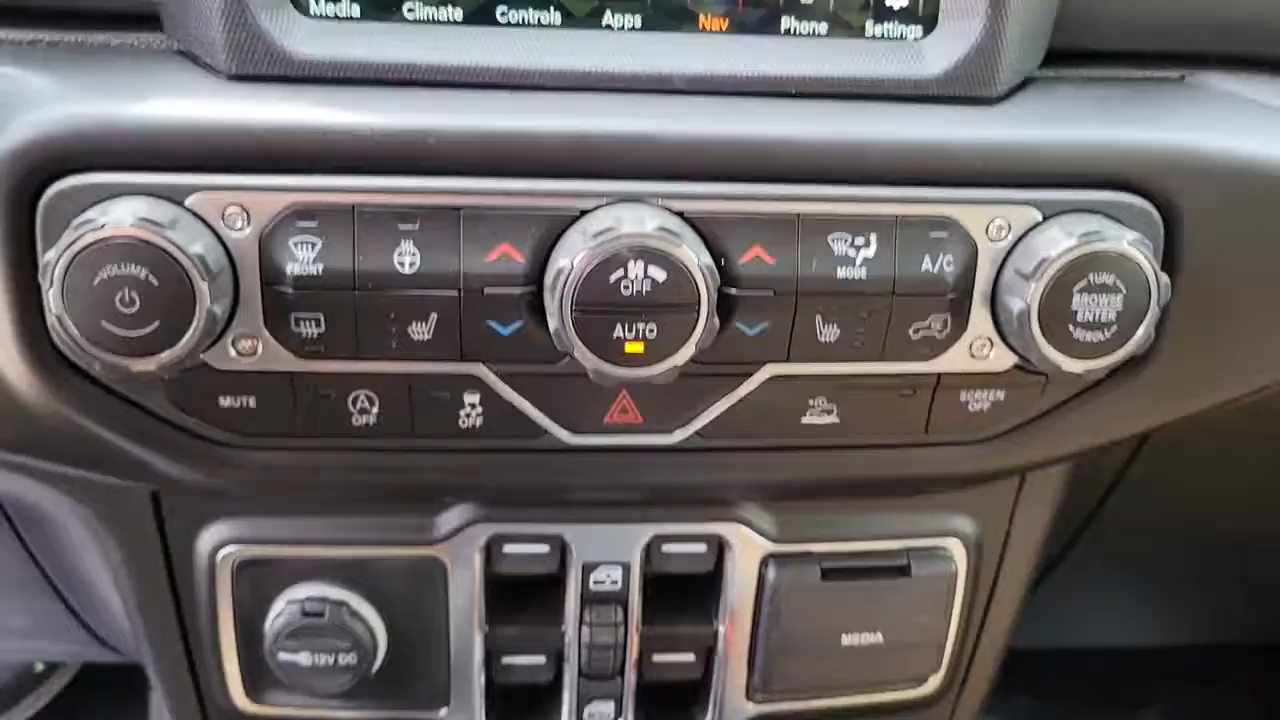 Media
Climate
Controls
Apps
Nav
Phone
Settings
VOLUME
FRONT
OFF
AUTO
MODE
A/C
TUNE
BROWSE
ENTER
SCROLL
MUTE
A
OFF
OFF
SCREEN
OFF
12V DC
MEDIA